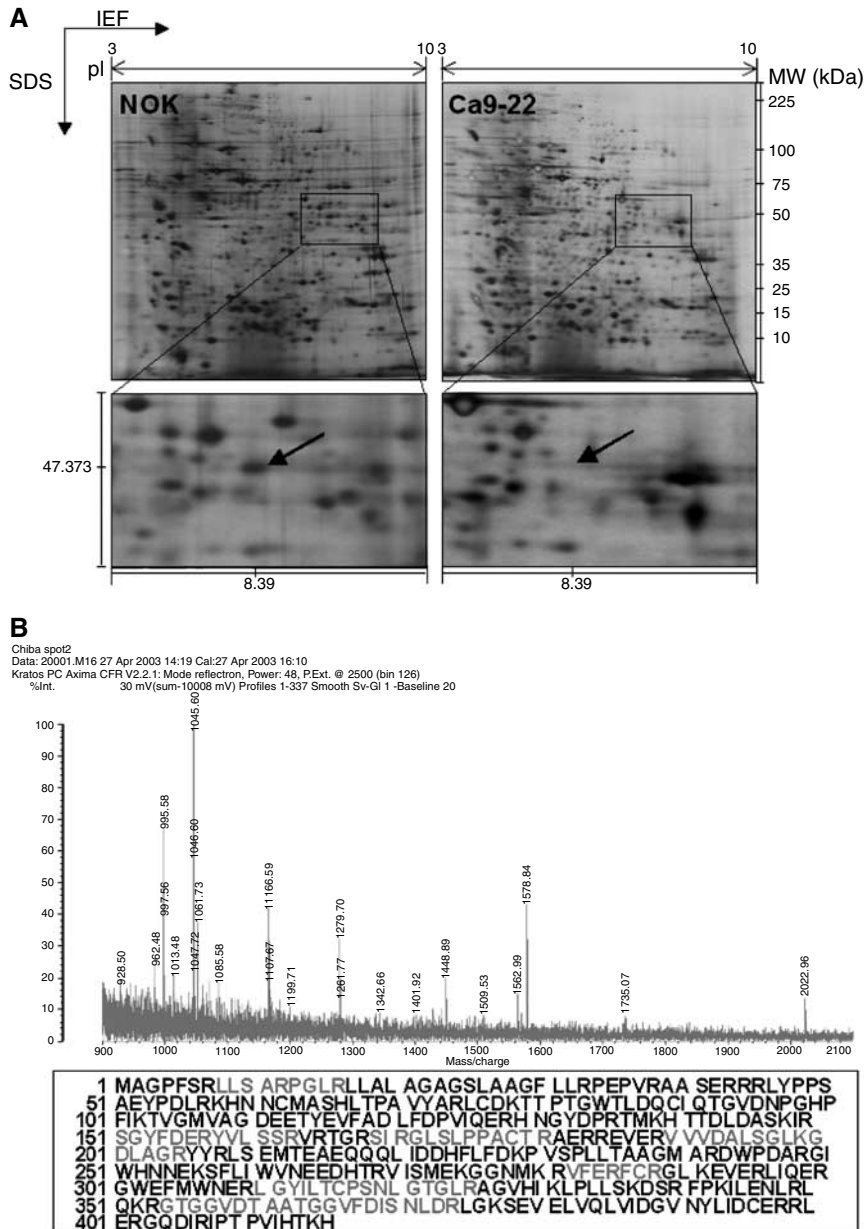 A
IEF
3 10 3 10
pI
SDS
MW (kDa)
NOK
Ca9-22
225
100
75
50
35
25
15
10
47.373
8.39 8.39
B
Chiba spot2
Data: 20001.M16 27 Apr 2003 14:19 Cal:27 Apr 2003 16:10
Kratos PC Axima CFR V2.2.1: Mode reflectron, Power: 48, P.Ext. @ 2500 (bin 126)
%Int. 30 mV(sum-10008 mV) Profiles 1-337 Smooth Sv-Gl 1 -Baseline 20
100
90
80
70
60
50
40
30
20
10
0
928.50
962.48
995.58
997.56
1013.48
1045.60
1046.60
1047.72
1061.73
1085.58
11166.59
1107.67
1199.71
1279.70
1261.77
1342.66
1401.92
1448.89
1509.53
1562.99
1578.84
1735.07
2022.96
900 1000 1100 1200 1300 1400 1500 1600 1700 1800 1900 2000 2100
Mass/charge
1 MAGPFSRLLS ARPGLRLLAL AGAGSLAAGF LLRPEPVRAA SERRRLYPPS
51 AEYPDLRKHN NCMASHLTPA VYARLCDKTT PTGWTLDQCI QTGVDNPGHP
101 FIKTVGMVAG DEETYEVFAD LFDPVIQERH NGYDPRTMKH TTDLDASKIR
151 SGYFDERYVL SSRVRTGRSI RGLSLPPACT RAERREVERV VVDALSGLKG
201 DLAGRYYRLS EMTEAEQQQL IDDHFLFDKP VSPLLTAAGM ARDWPDARGI
251 WHNNEKSFLI WVNEEDHTRV ISMEKGGNMK RVFERFCRGL KEVERLIQER
301 GWEFMWNERL GYILTCPSNL GTGLRAGVHI KLPLLSKDSR FPKILENLRL
351 QKRGTGGVDT AATGGVFDIS NLDRLGKSEV ELVQLVIDGV NYLIDCERRL
401 ERGQDIRIPT PVIHTKH